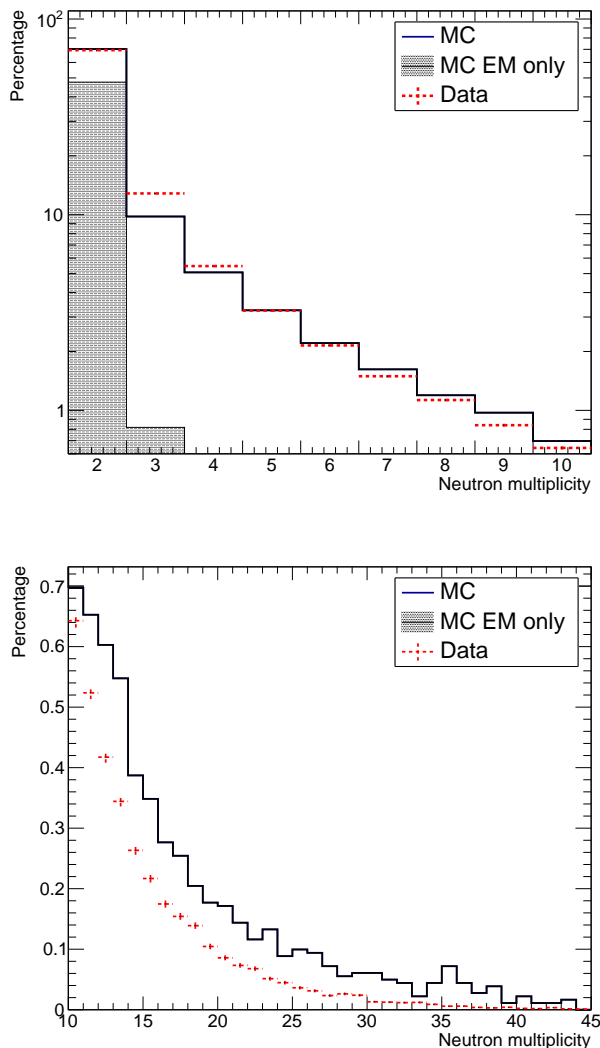 Percentage
10²
10
1
MC
MC EM only
Data
2 3 4 5 6 7 8 9 10
Neutron multiplicity
Percentage
0.7
0.6
0.5
0.4
0.3
0.2
0.1
0
MC
MC EM only
Data
10 15 20 25 30 35 40 45
Neutron multiplicity